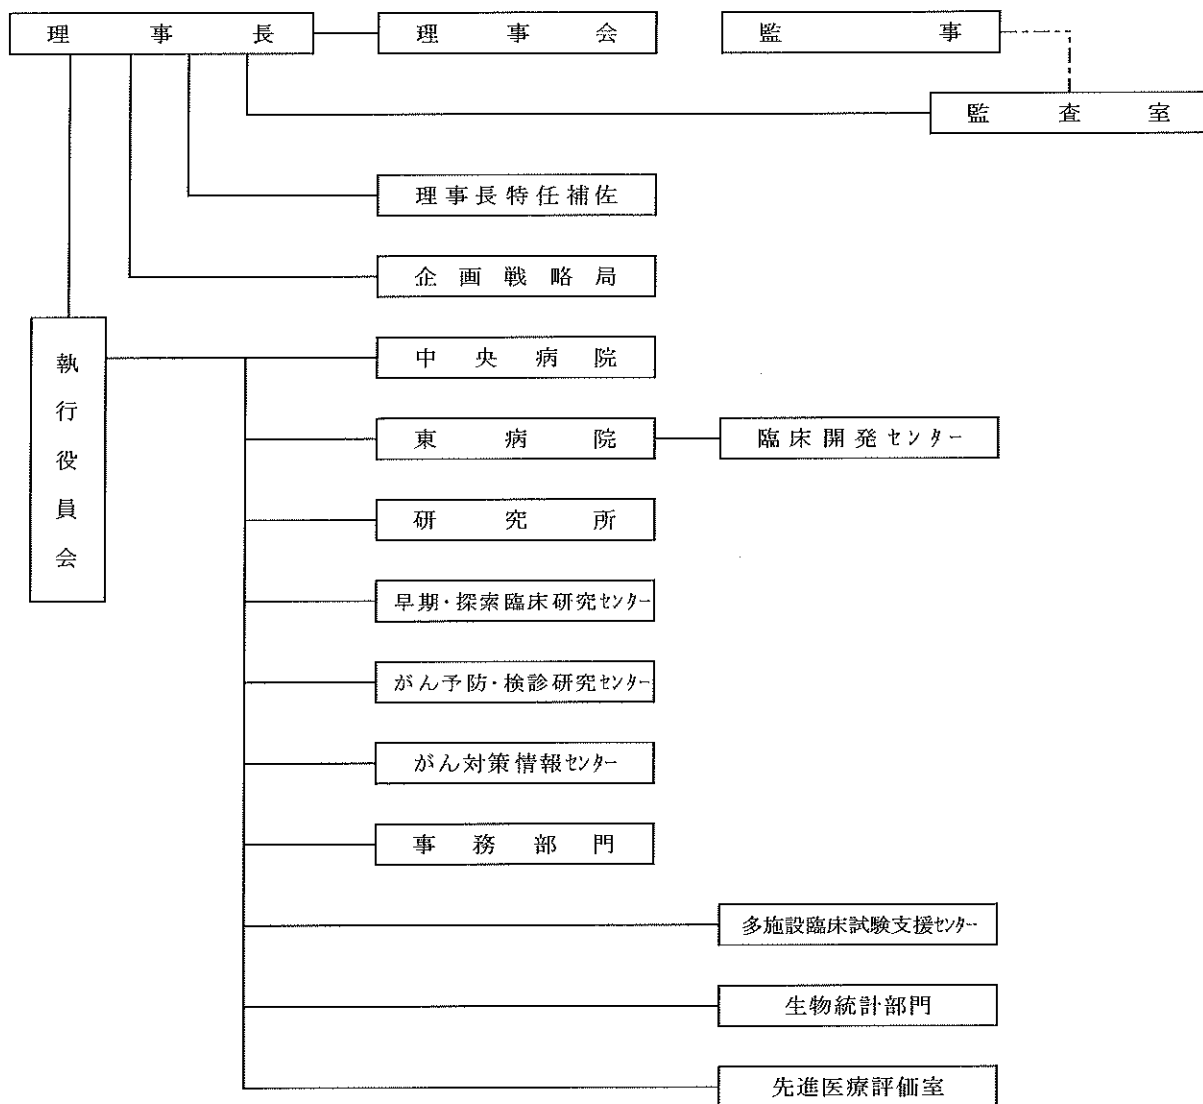 理事長
理事会
監事
監査室
理事長特任補佐
企画戦略局
執行役員会
中央病院
東病院
臨床開発センター
研究所
早期・探索臨床研究センター
がん予防・検診研究センター
がん対策情報センター
事務部門
多施設臨床試験支援センター
生物統計部門
先進医療評価室